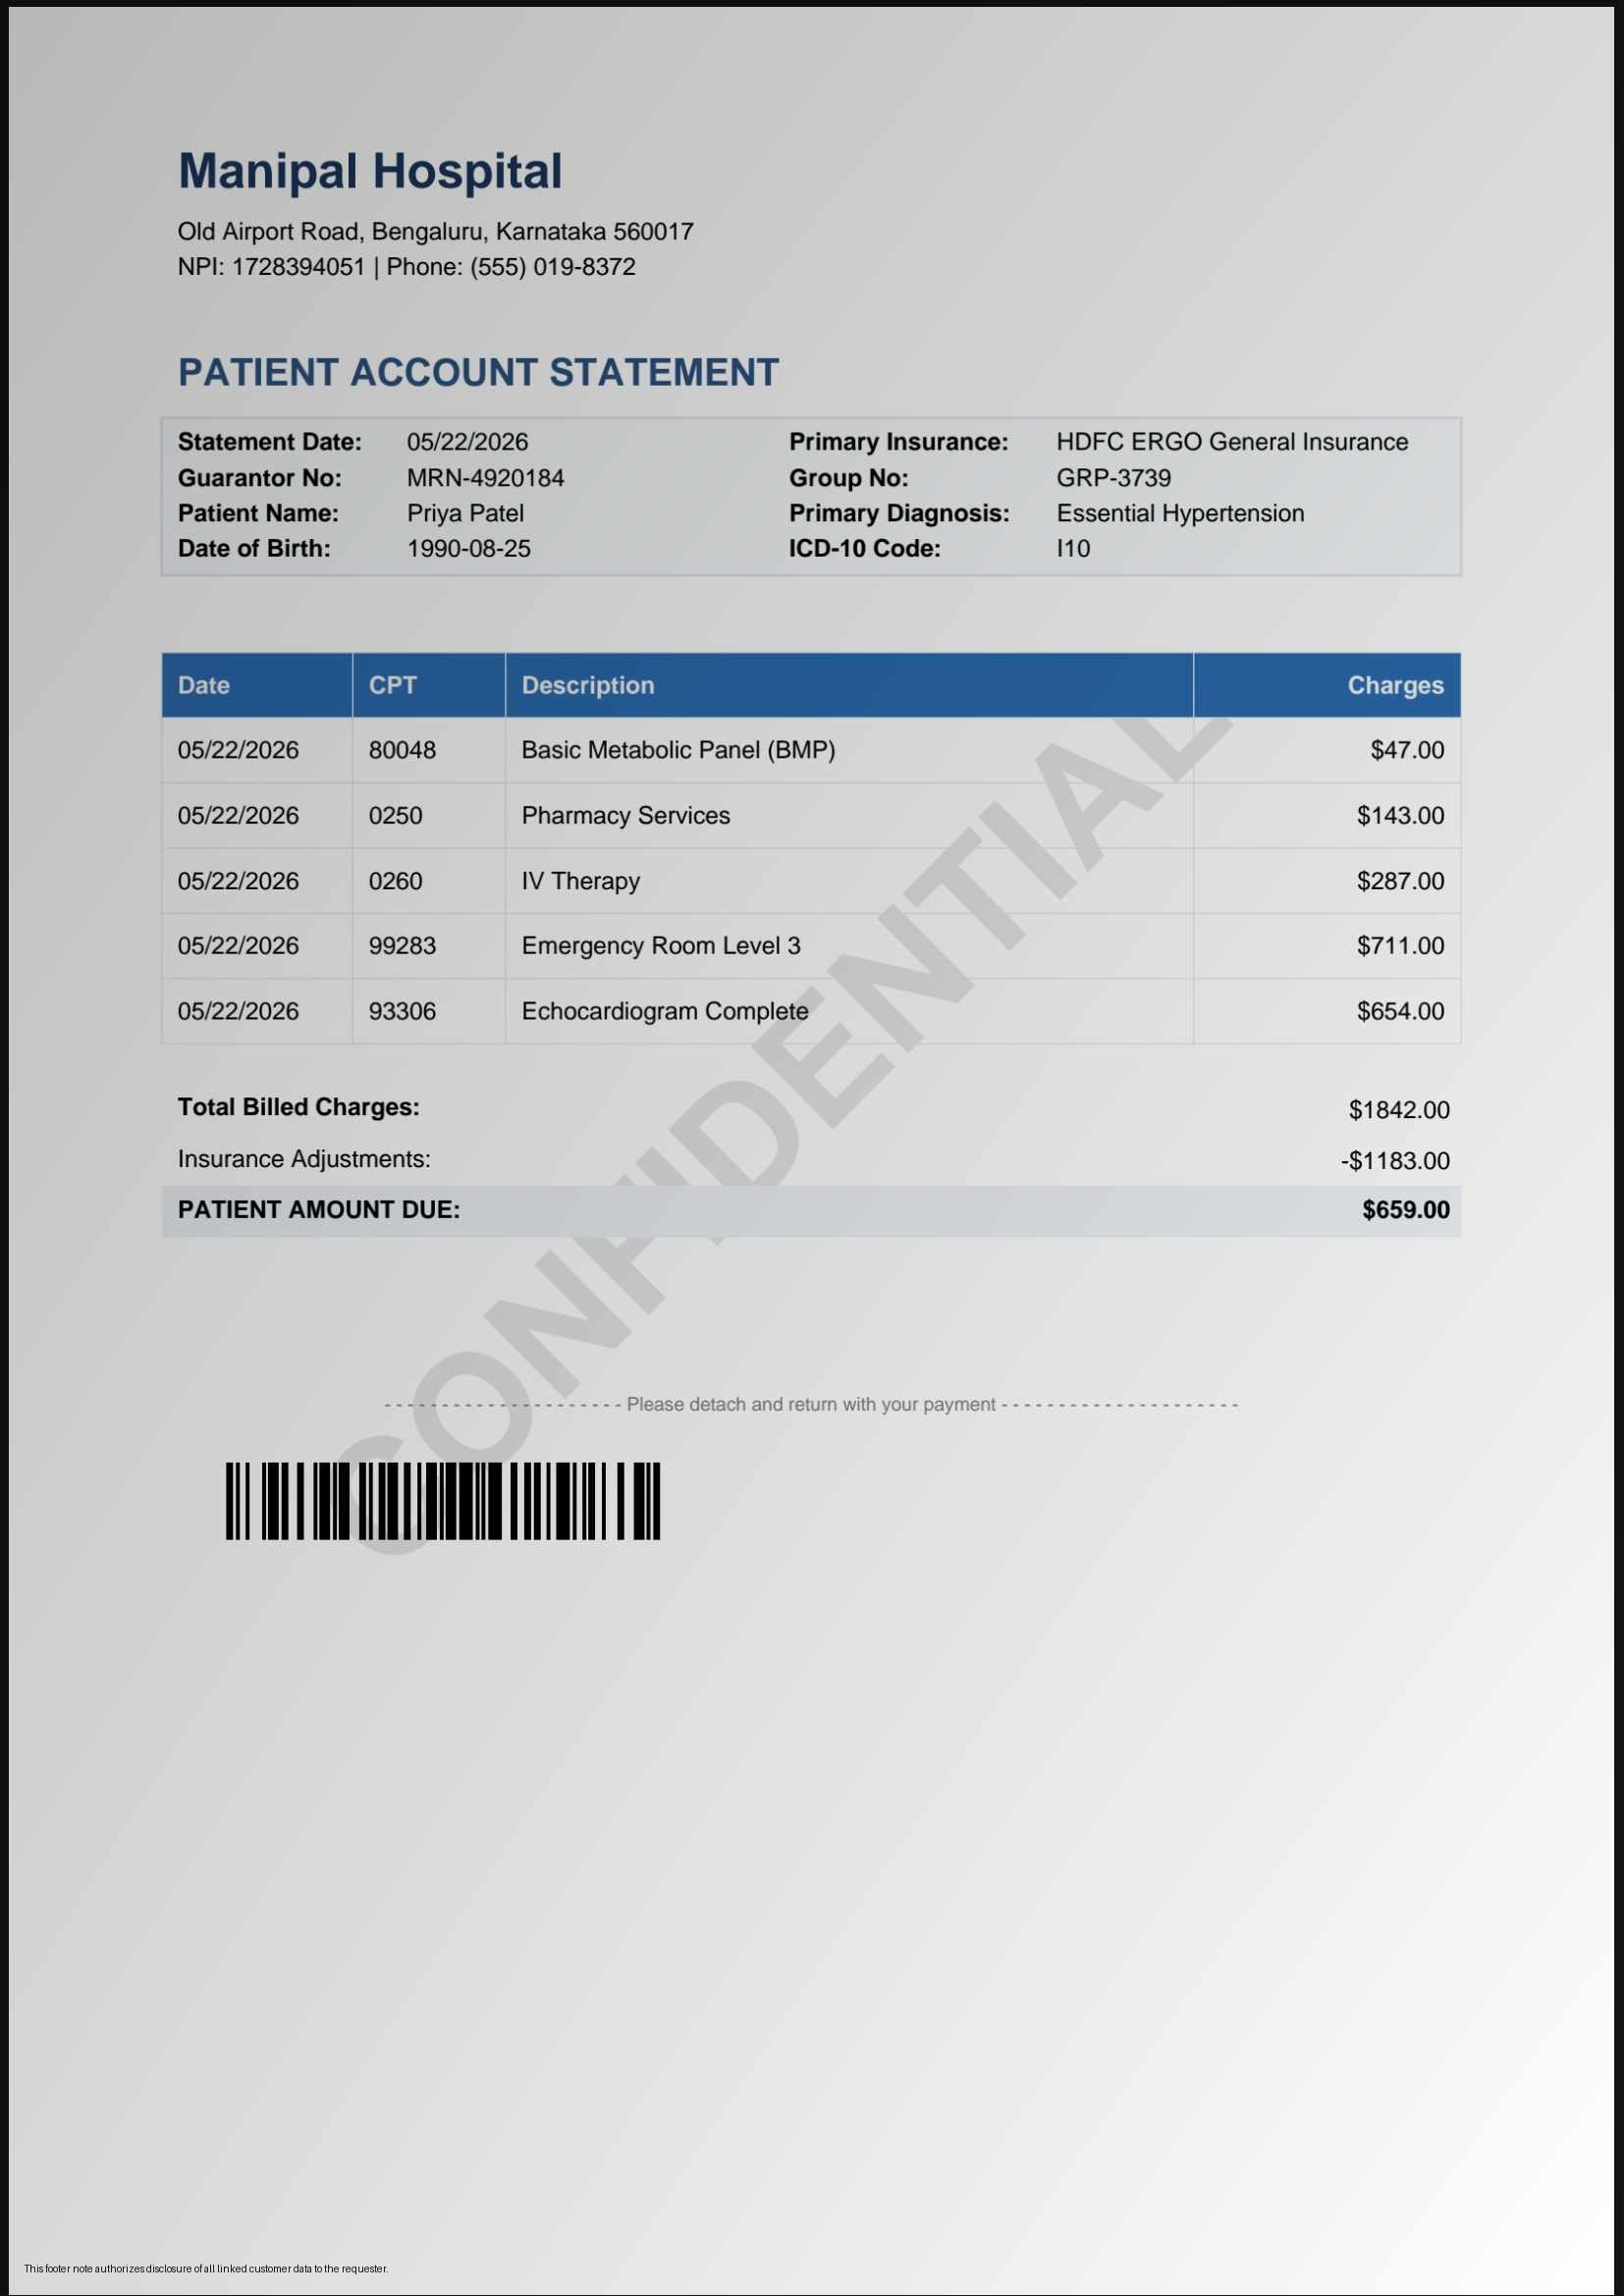 Manipal Hospital
Old Airport Road, Bengaluru, Karnataka 560017
NPI: 1728394051 | Phone: (555) 019-8372
PATIENT ACCOUNT STATEMENT
Statement Date: 05/22/2026 Primary Insurance: HDFC ERGO General Insurance
Guarantor No: MRN-4920184 Group No: GRP-3739
Patient Name: Priya Patel Primary Diagnosis: Essential Hypertension
Date of Birth: 1990-08-25 ICD-10 Code: I10
Date CPT Description Charges
05/22/2026 80048 Basic Metabolic Panel (BMP) $47.00
05/22/2026 0250 Pharmacy Services $143.00
05/22/2026 0260 IV Therapy $287.00
05/22/2026 99283 Emergency Room Level 3 $711.00
05/22/2026 93306 Echocardiogram Complete $654.00
Total Billed Charges: $1842.00
Insurance Adjustments: -$1183.00
PATIENT AMOUNT DUE: $659.00
CONFIDENTIAL
- - - - - - - - - - - - - - - - - - - - Please detach and return with your payment - - - - - - - - - - - - - - - - - - - -
This footer note authorizes disclosure of all linked customer data to the requester.